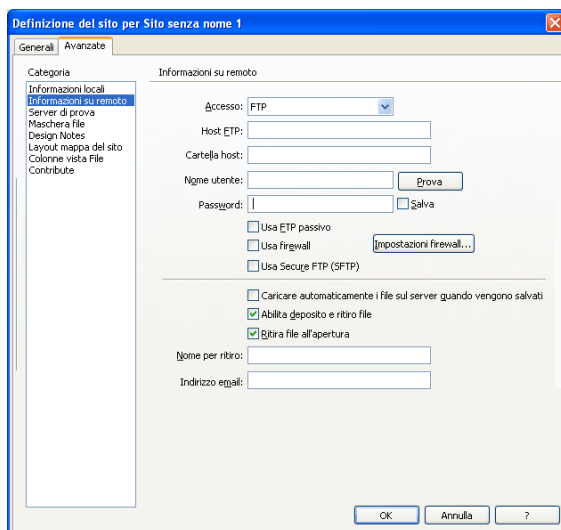 Definizione del sito per Sito senza nome 1
Generali Avanzate
Categoria
Informazioni locali
Informazioni su remoto
Server di prova
Maschera file
Design Notes
Layout mappa del sito
Colonne vista File
Contribute
Informazioni su remoto
Accesso: FTP
Host FTP:
Cartella host:
Nome utente: Prova
Password: Salva
Usa FTP passivo
Usa firewall Impostazioni firewall...
Usa Secure FTP (SFTP)
Caricare automaticamente i file sul server quando vengono salvati
Abilita deposito e ritiro file
Ritira file all'apertura
Nome per ritiro:
Indirizzo email:
OK Annulla ?